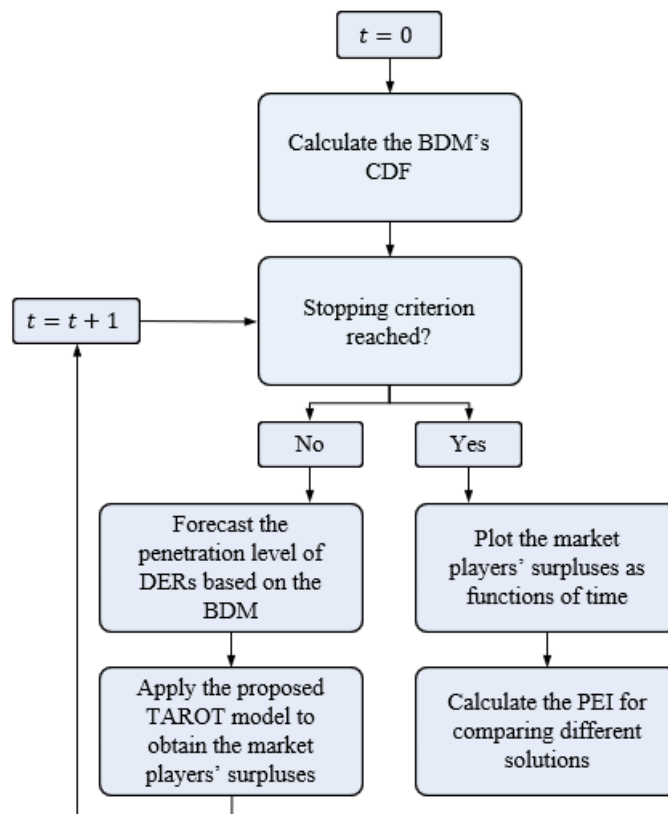 t = 0
Calculate the BDM’s
CDF
Stopping criterion
reached?
t = t + 1
No
Yes
Forecast the
penetration level of
DERs based on the
BDM
Plot the market
players’ surpluses as
functions of time
Apply the proposed
TAROT model to
obtain the market
players’ surpluses
Calculate the PEI for
comparing different
solutions